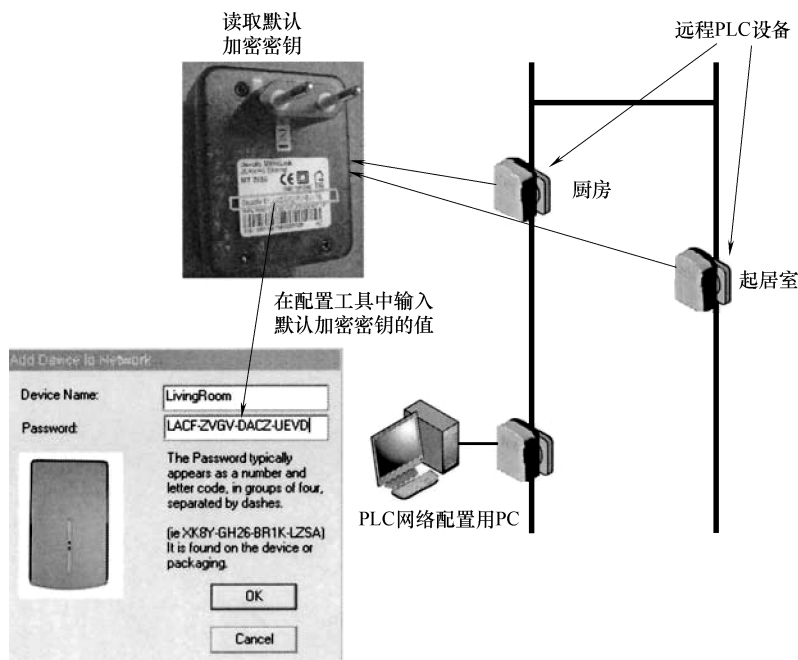 读取默认
加密密钥
远程PLC设备
厨房
起居室
在配置工具中输入
默认加密密钥的值
Add Device to Network
Device Name:
LivingRoom
Password:
LACF-ZVGV-DACZ-UEVD
The Password typically
appears as a number and
letter code, in groups of four,
separated by dashes.
(ie XK8Y-GH26-BR1K-LZSA)
It is found on the device or
packaging.
OK
Cancel
PLC网络配置用PC